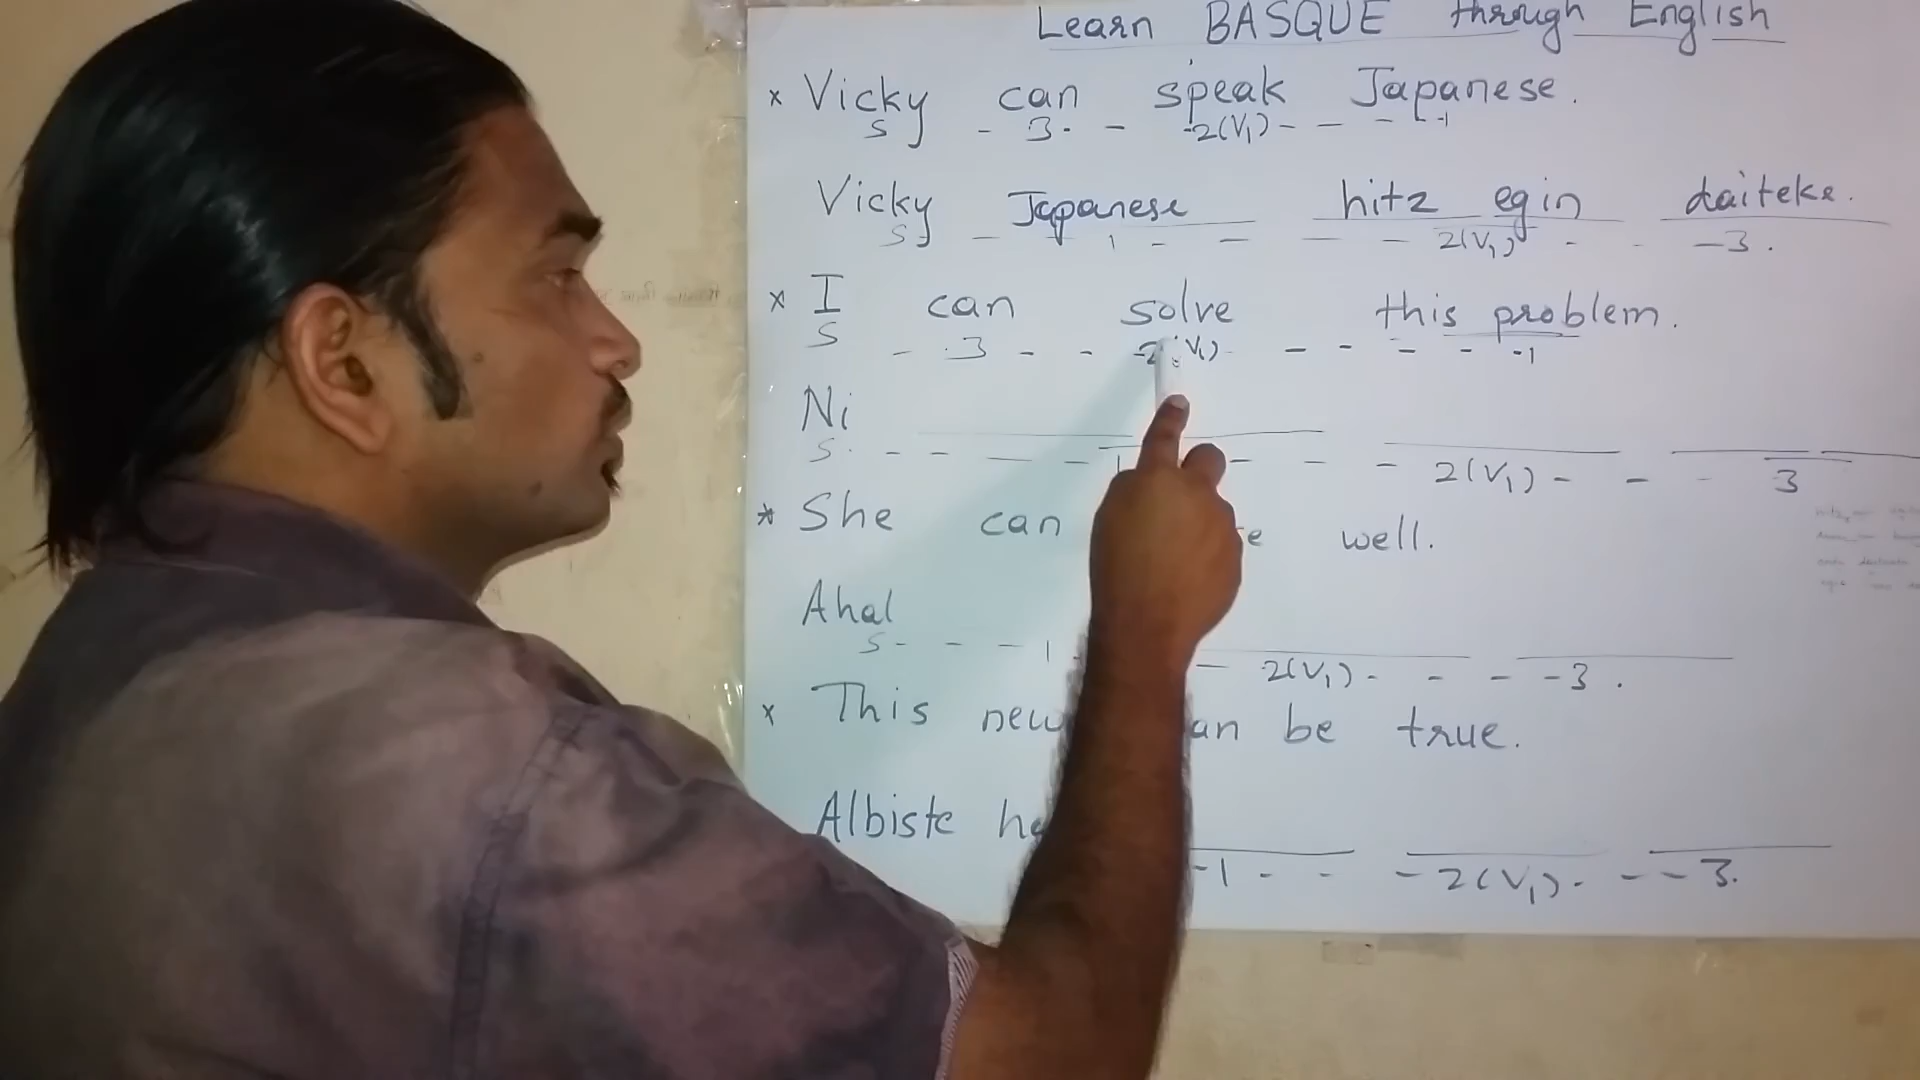 Learn BASQUE through English
x Vicky can speak Japanese.
S - 3 - - 2(V1) - - - - 1
Vicky Japanese hitz egin daiteke.
S - - 1 - - - - 2(V1) - - - 3.
x I can solve this problem.
S - 3 - - 2(V1) - - - - - 1
Ni
S. - - - - 1 - - - 2(V1) - - - 3
* She can well.
Ahal
S - - - 1 - 2(V1) - - - - 3.
x This can be true.
Albiste
-1 - - - 2(V1) - - - 3.